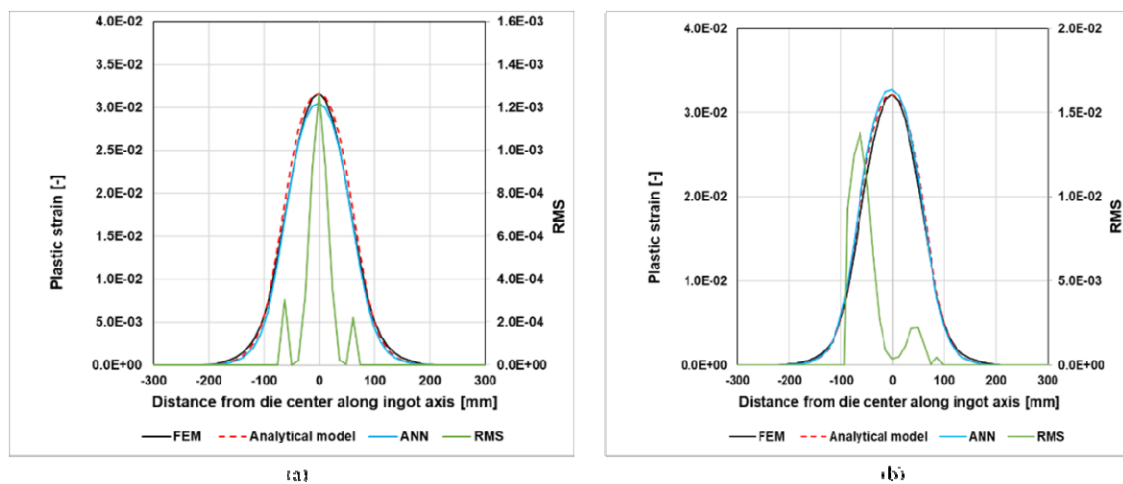 4.0E-02
3.5E-02
3.0E-02
2.5E-02
2.0E-02
1.5E-02
1.0E-02
5.0E-03
0.0E+00
Plastic strain [-]
1.6E-03
1.4E-03
1.2E-03
1.0E-03
8.0E-04
6.0E-04
4.0E-04
2.0E-04
0.0E+00
RMS
-300 -200 -100 0 100 200 300
Distance from die center along ingot axis [mm]
FEM Analytical model ANN RMS
(a)
4.0E-02
3.0E-02
2.0E-02
1.0E-02
0.0E+00
Plastic strain [-]
2.0E-02
1.5E-02
1.0E-02
5.0E-03
0.0E+00
RMS
-300 -200 -100 0 100 200 300
Distance from die center along ingot axis [mm]
FEM Analytical model ANN RMS
(b)